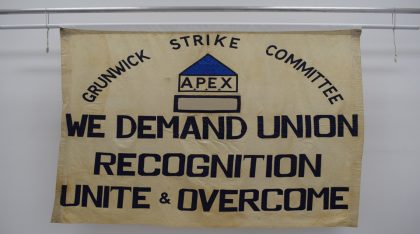 GRUNWICK STRIKE COMMITTEE
APEX
WE DEMAND UNION
RECOGNITION
UNITE & OVERCOME